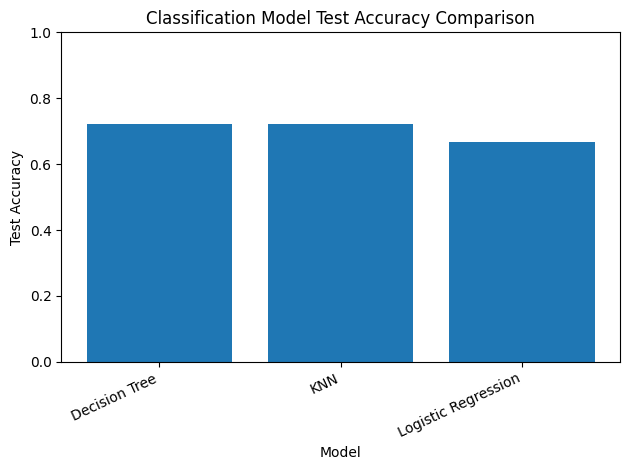 Classification Model Test Accuracy Comparison
1.0
0.8
0.6
0.4
0.2
0.0
Test Accuracy
Decision Tree
KNN
Logistic Regression
Model